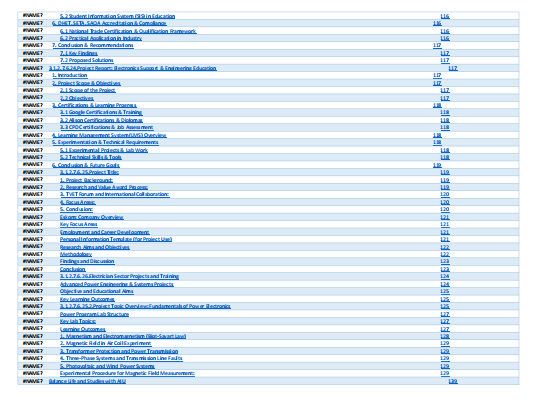 #NAME? 5.2 Student Information System (SIS) in Education 116
#NAME? 6. DHET, SETA, SAQA Accreditation & Compliance 116
#NAME? 6.1 National Trade Certification & Qualification Framework 116
#NAME? 6.2 Practical Application in Industry 116
#NAME? 7. Conclusion & Recommendations 117
#NAME? 7.1 Key Findings 117
#NAME? 7.2 Proposed Solutions 117
#NAME? 3.1.2.7.6.24.Project Report: Electronics Support & Engineering Education 117
#NAME? 1. Introduction 117
#NAME? 2. Project Scope & Objectives 117
#NAME? 2.1 Scope of the Project 117
#NAME? 2.2 Objectives 117
#NAME? 3. Certifications & Learning Progress 118
#NAME? 3.1 Google Certifications & Training 118
#NAME? 3.2 Alison Certifications & Diplomas 118
#NAME? 3.3 CPD Certifications & Job Assessment 118
#NAME? 4. Learning Management System (LMS) Overview 118
#NAME? 5. Experimentation & Technical Requirements 118
#NAME? 5.1 Experimental Projects & Lab Work 118
#NAME? 5.2 Technical Skills & Tools 118
#NAME? 6. Conclusion & Future Goals 119
#NAME? 3.1.2.7.6.25.Project Title: 119
#NAME? 1. Project Background: 119
#NAME? 2. Research and Value Award Process: 119
#NAME? 3. TVET Forum and International Collaboration: 120
#NAME? 4. Focus Areas: 120
#NAME? 5. Conclusion: 120
#NAME? Eskom: Company Overview 121
#NAME? Key Focus Areas 121
#NAME? Employment and Career Development 121
#NAME? Personal Information Template (for Project Use) 121
#NAME? Research Aims and Objectives 122
#NAME? Methodology 122
#NAME? Findings and Discussion 123
#NAME? Conclusion 123
#NAME? 3.1.2.7.6.26.Electrician Sector Projects and Training 124
#NAME? Advanced Power Engineering & Systems Projects 124
#NAME? Objective and Educational Aims 125
#NAME? Key Learning Outcomes 125
#NAME? 3.1.2.7.6.25.2.Project Topic Overview: Fundamentals of Power Electronics 125
#NAME? Power Program Lab Structure 127
#NAME? Key Lab Topics: 127
#NAME? Learning Outcomes 127
#NAME? 1. Magnetism and Electromagnetism (Biot-Savart Law) 128
#NAME? 2. Magnetic Field in Air Coil Experiment 129
#NAME? 3. Transformer Protection and Power Transmission 129
#NAME? 4. Three-Phase Systems and Transmission Line Faults 129
#NAME? 5. Photovoltaic and Wind Power Systems 129
#NAME? Experimental Procedure for Magnetic Field Measurement: 129
#NAME? Balance Life and Studies with AIU 139